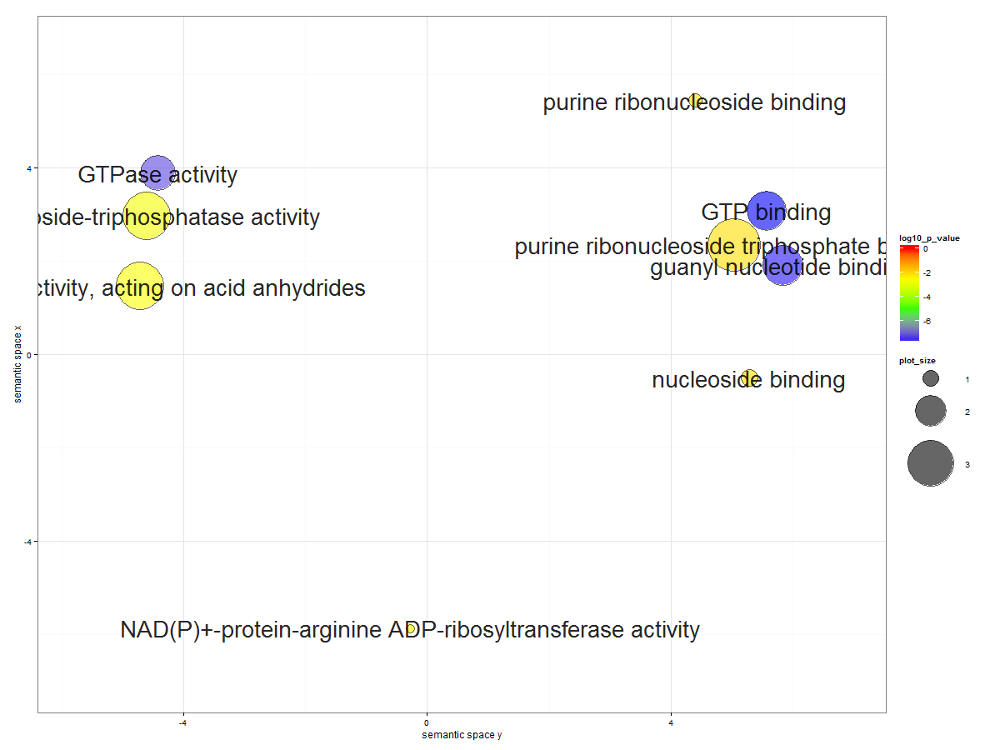 purine ribonucleoside binding
4
GTPase activity
GTP binding
oside-triphosphatase activity
purine ribonucleoside triphosphate b
guanyl nucleotide bindi
ctivity, acting on acid anhydrides
log10_p_value
0
-2
-4
-6
semantic space x
0
plot_size
1
2
3
nucleoside binding
-4
NAD(P)+-protein-arginine ADP-ribosyltransferase activity
-4
0
4
semantic space y